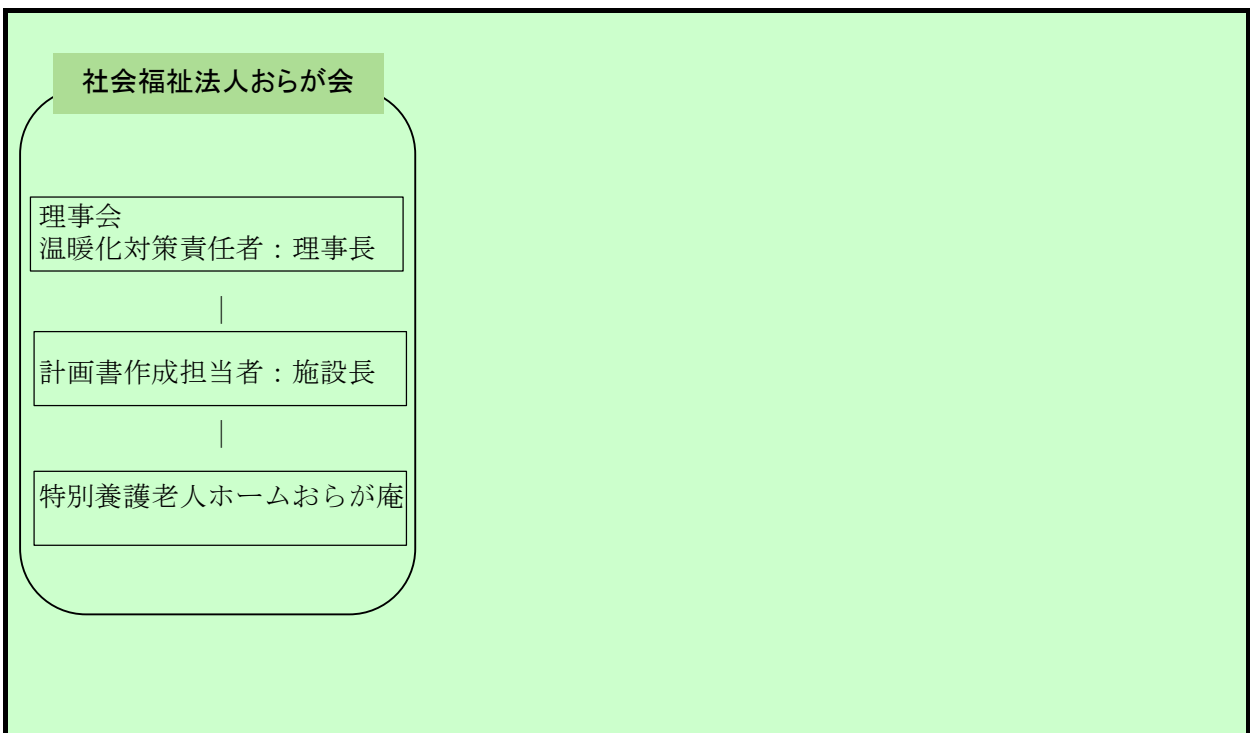 社会福祉法人おらが会
理事会
温暖化対策責任者：理事長
計画書作成担当者：施設長
特別養護老人ホームおらが庵